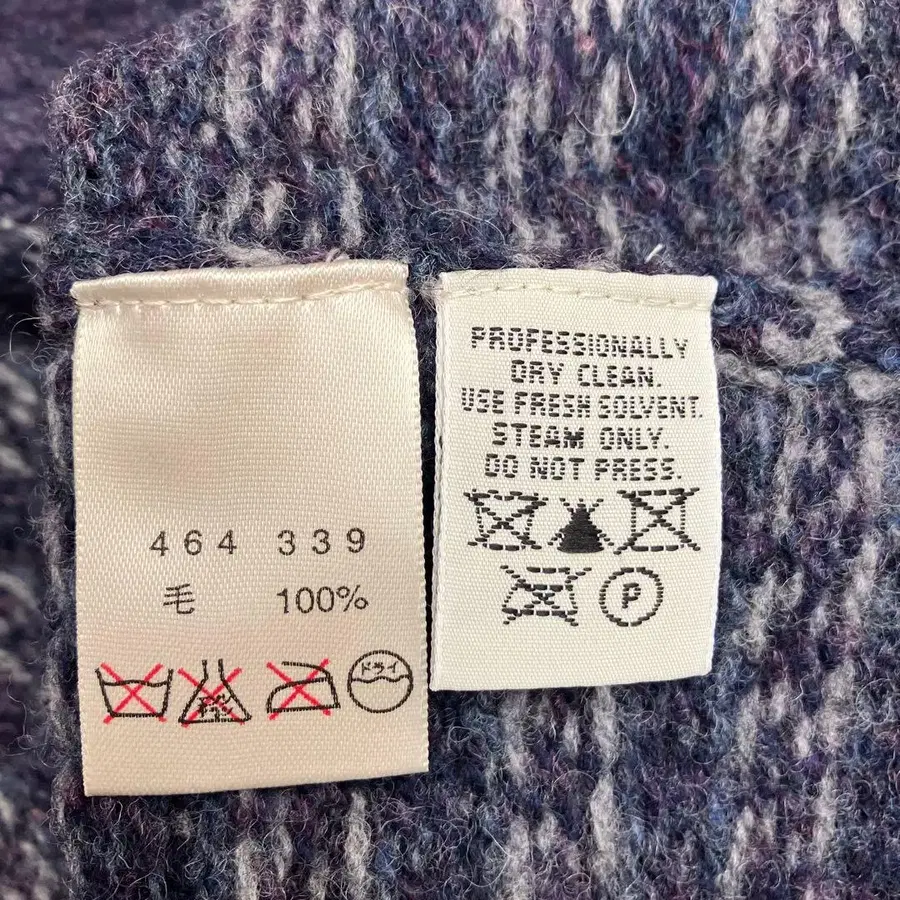 464 339
毛 100%
ドライ
PROFESSIONALLY
DRY CLEAN.
USE FRESH SOLVENT.
STEAM ONLY.
DO NOT PRESS.
P